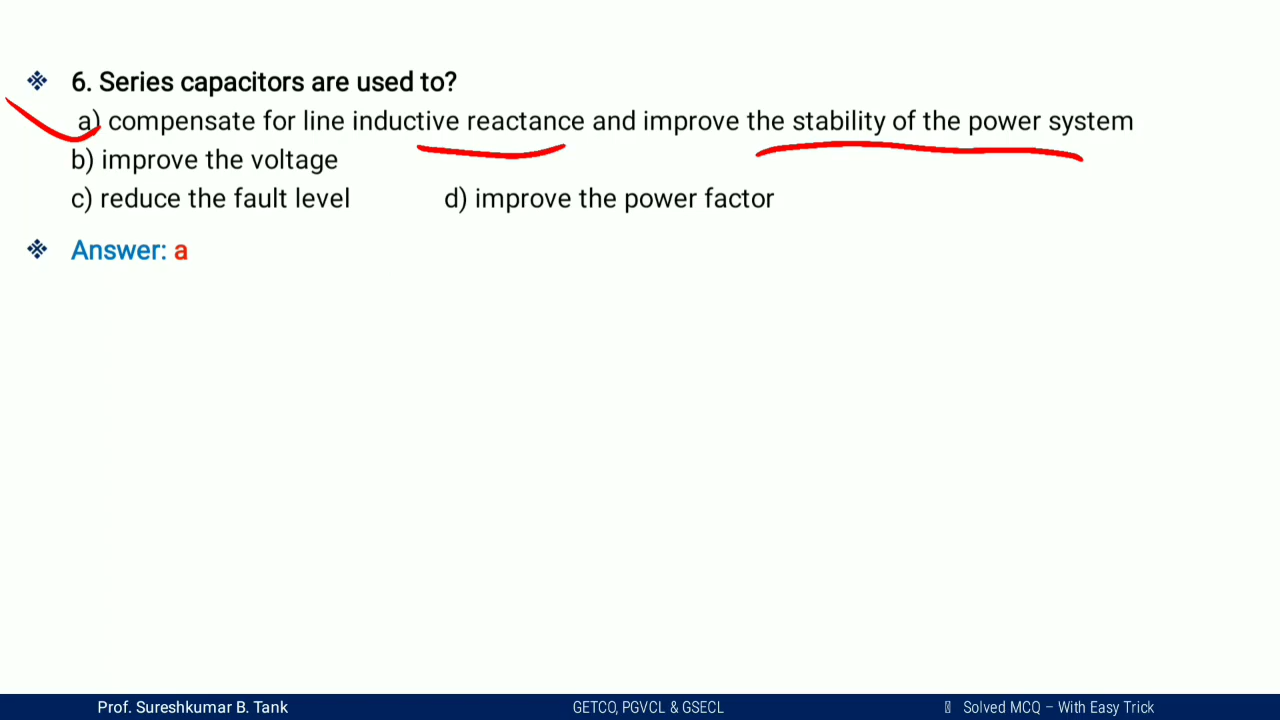 ❖ 6. Series capacitors are used to?
a) compensate for line inductive reactance and improve the stability of the power system
b) improve the voltage
c) reduce the fault level d) improve the power factor
❖ Answer: a
Prof. Sureshkumar B. Tank GETCO, PGVCL & GSECL Solved MCQ – With Easy Trick